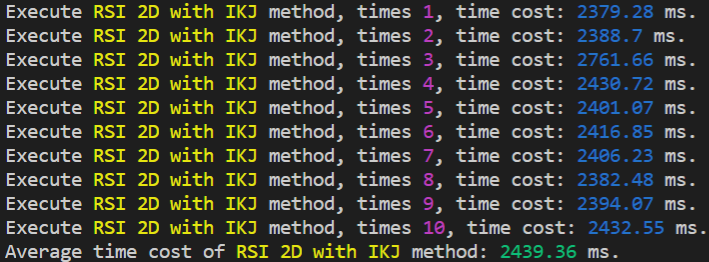 Execute RSI 2D with IKJ method, times 1, time cost: 2379.28 ms.
Execute RSI 2D with IKJ method, times 2, time cost: 2388.7 ms.
Execute RSI 2D with IKJ method, times 3, time cost: 2761.66 ms.
Execute RSI 2D with IKJ method, times 4, time cost: 2430.72 ms.
Execute RSI 2D with IKJ method, times 5, time cost: 2401.07 ms.
Execute RSI 2D with IKJ method, times 6, time cost: 2416.85 ms.
Execute RSI 2D with IKJ method, times 7, time cost: 2406.23 ms.
Execute RSI 2D with IKJ method, times 8, time cost: 2382.48 ms.
Execute RSI 2D with IKJ method, times 9, time cost: 2394.07 ms.
Execute RSI 2D with IKJ method, times 10, time cost: 2432.55 ms.
Average time cost of RSI 2D with IKJ method: 2439.36 ms.